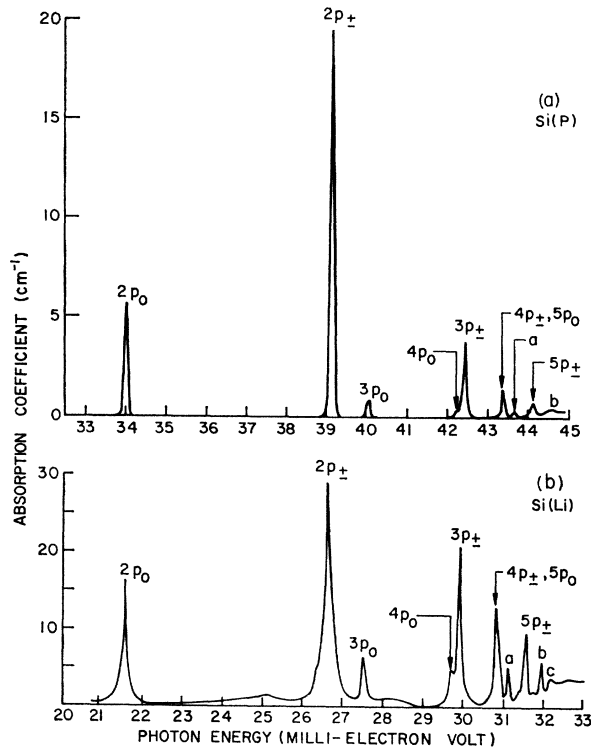 20
15
10
5
0
2p±
(a)
Si(P)
2p₀
3p₀
4p₀
3p±
4p±,5p₀
a
5p±
b
33 34 35 36 37 38 39 40 41 42 43 44 45
ABSORPTION COEFFICIENT (cm⁻¹)
30
20
10
2p±
(b)
Si(Li)
2p₀
3p₀
4p₀
3p±
4p±,5p₀
a
5p±
b
c
20 21 22 23 24 25 26 27 28 29 30 31 32 33
PHOTON ENERGY (MILLI-ELECTRON VOLT)